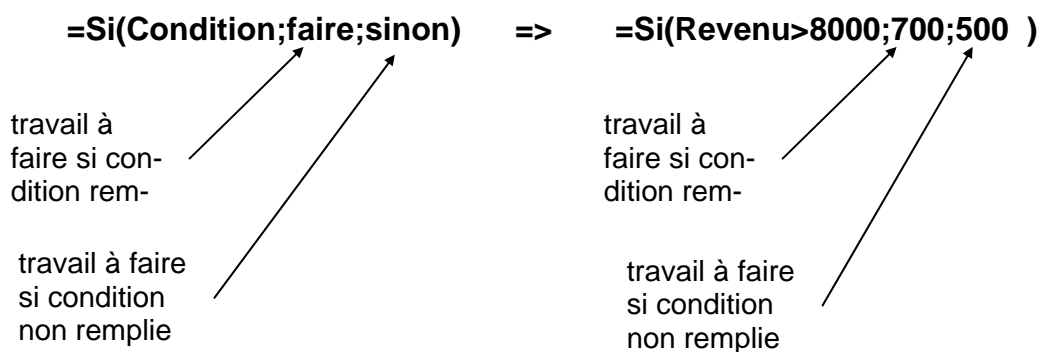 =Si(Condition;faire;sinon) => =Si(Revenu>8000;700;500 )
travail à
faire si con-
dition rem-
travail à faire
si condition
non remplie
travail à
faire si con-
dition rem-
travail à faire
si condition
non remplie